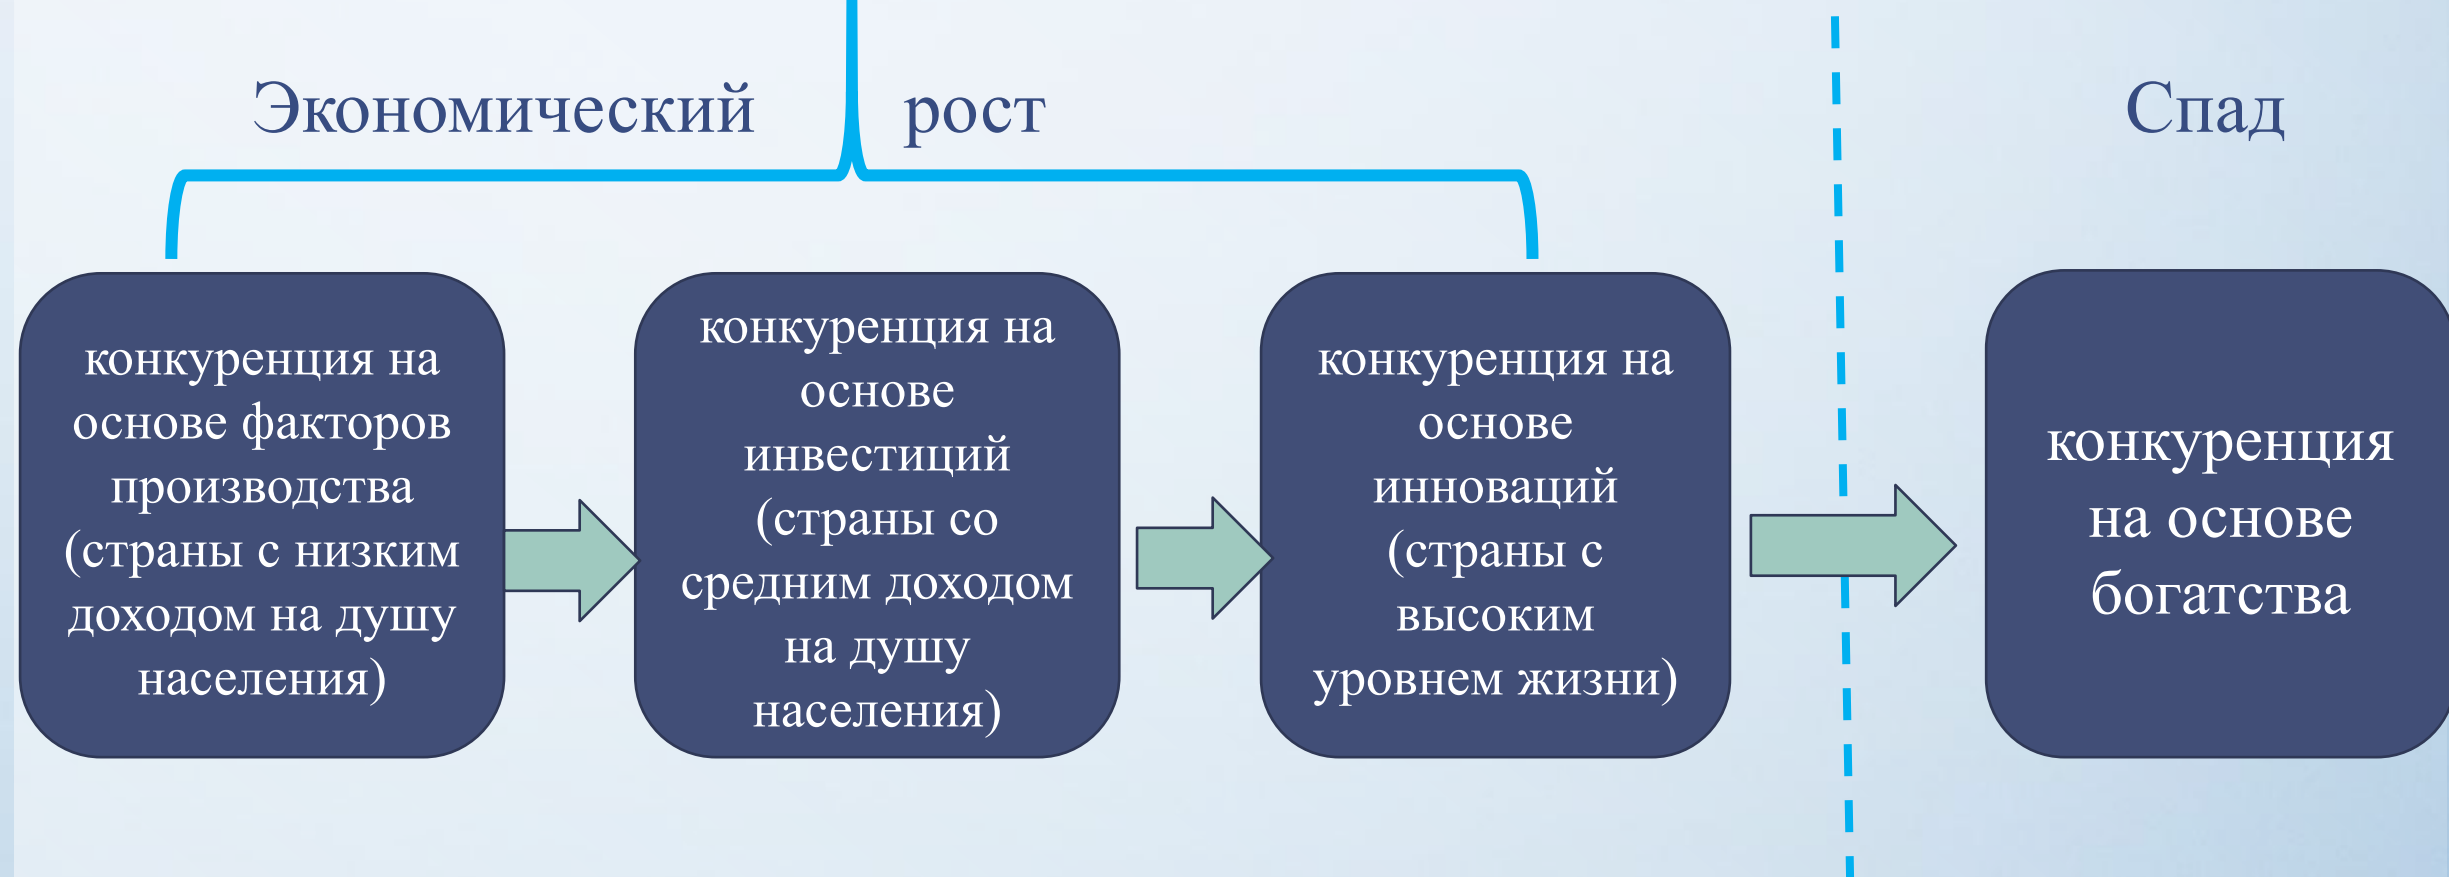 Экономический рост
Спад
конкуренция на
основе факторов
производства
(страны с низким
доходом на душу
населения)
конкуренция на
основе
инвестиций
(страны со
средним доходом
на душу
населения)
конкуренция на
основе
инноваций
(страны с
высоким
уровнем жизни)
конкуренция
на основе
богатства